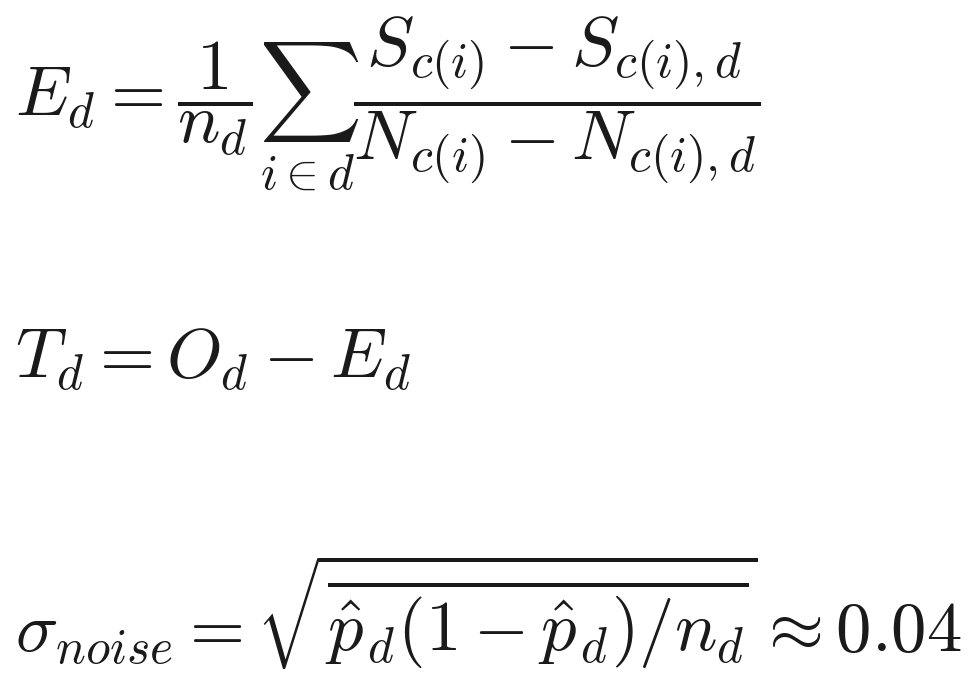 E_d = \frac{1}{n_d} \sum_{i \in d} \frac{S_{c(i)} - S_{c(i), d}}{N_{c(i)} - N_{c(i), d}}
T_d = O_d - E_d
\sigma_{noise} = \sqrt{\overline{\hat{p}_d(1 - \hat{p}_d)/n_d}} \approx 0.04